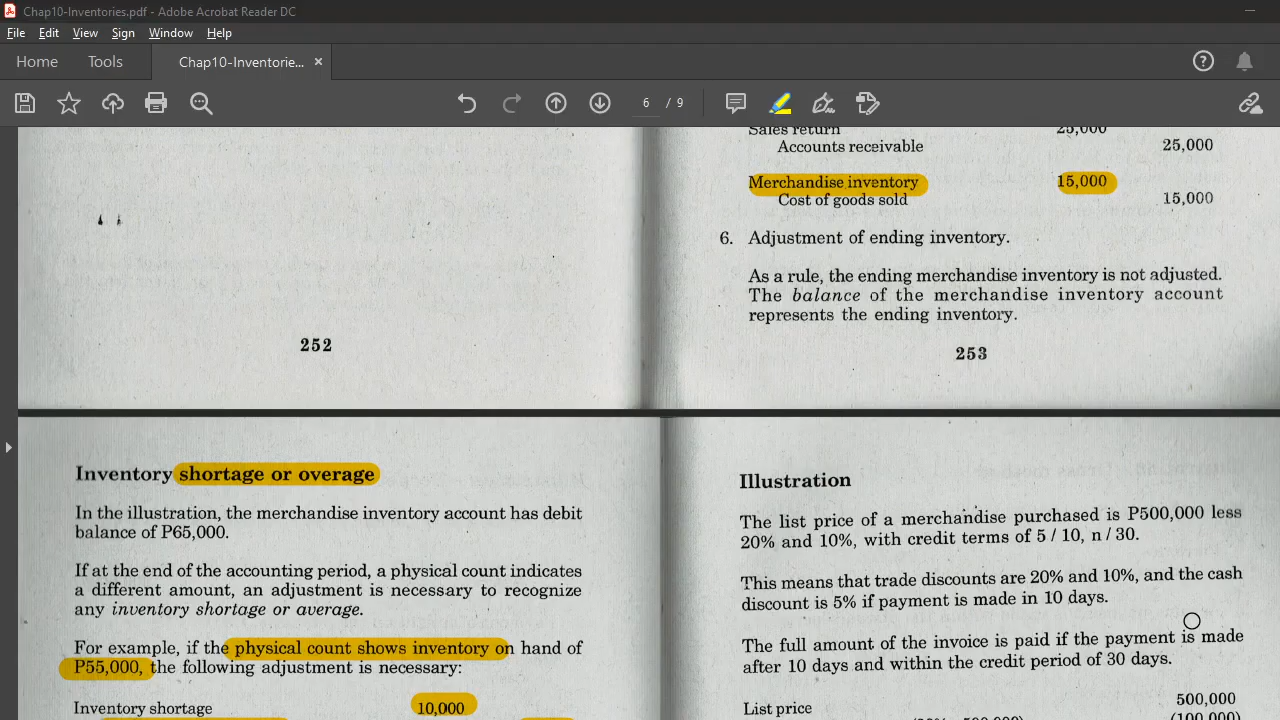 Chap10-Inventories.pdf - Adobe Acrobat Reader DC
File Edit View Sign Window Help
Home Tools Chap10-Inventorie... ×
6 / 9
Sales return 25,000
Accounts receivable 25,000
Merchandise inventory 15,000
Cost of goods sold 15,000
6. Adjustment of ending inventory.
As a rule, the ending merchandise inventory is not adjusted.
The balance of the merchandise inventory account
represents the ending inventory.
252
253
Inventory shortage or overage
In the illustration, the merchandise inventory account has debit
balance of P65,000.
If at the end of the accounting period, a physical count indicates
a different amount, an adjustment is necessary to recognize
any inventory shortage or average.
For example, if the physical count shows inventory on hand of
P55,000, the following adjustment is necessary:
Inventory shortage 10,000
Illustration
The list price of a merchandise purchased is P500,000 less
20% and 10%, with credit terms of 5 / 10, n / 30.
This means that trade discounts are 20% and 10%, and the cash
discount is 5% if payment is made in 10 days.
The full amount of the invoice is paid if the payment is made
after 10 days and within the credit period of 30 days.
List price 500,000